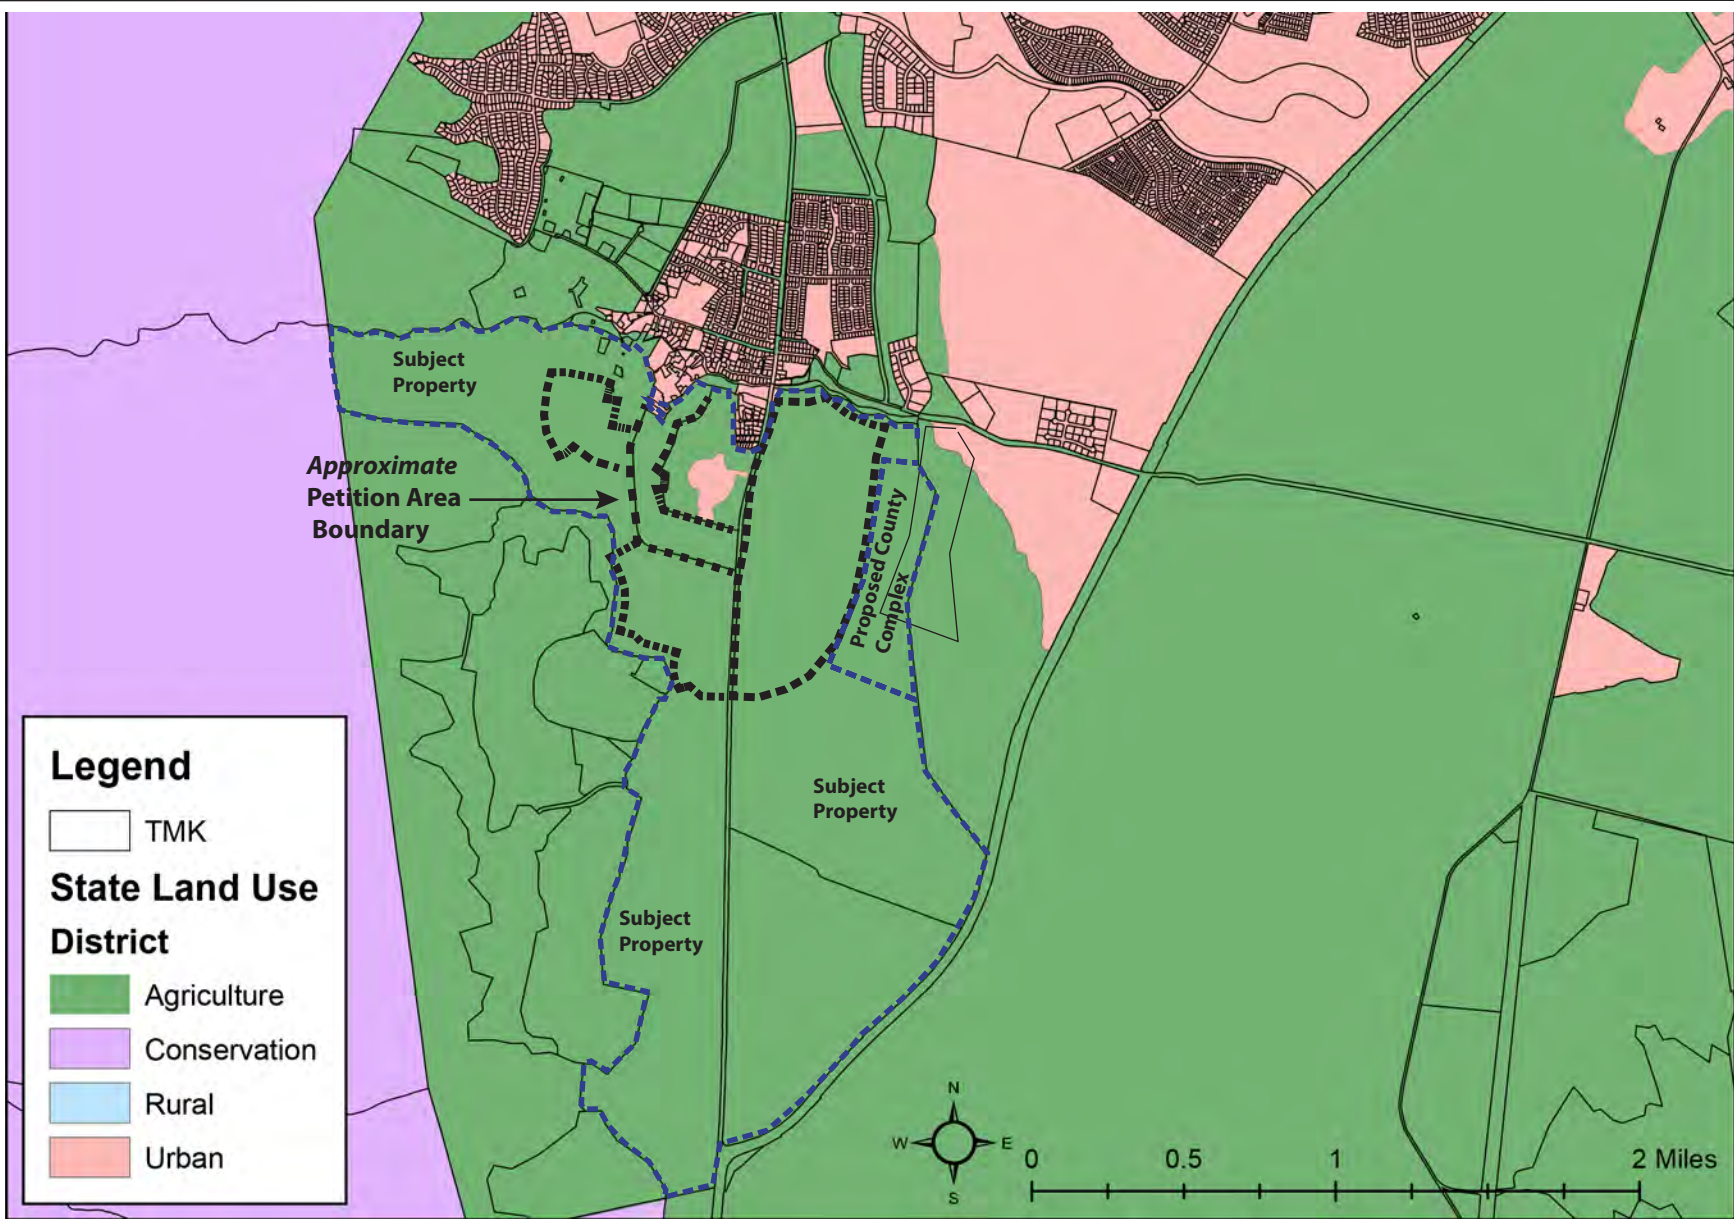 Subject
Property
Approximate
Petition Area
Boundary
Proposed County
Complex
Subject
Property
Subject
Property
Legend
TMK
State Land Use
District
Agriculture
Conservation
Rural
Urban
N
W
E
S
0 0.5 1 2 Miles